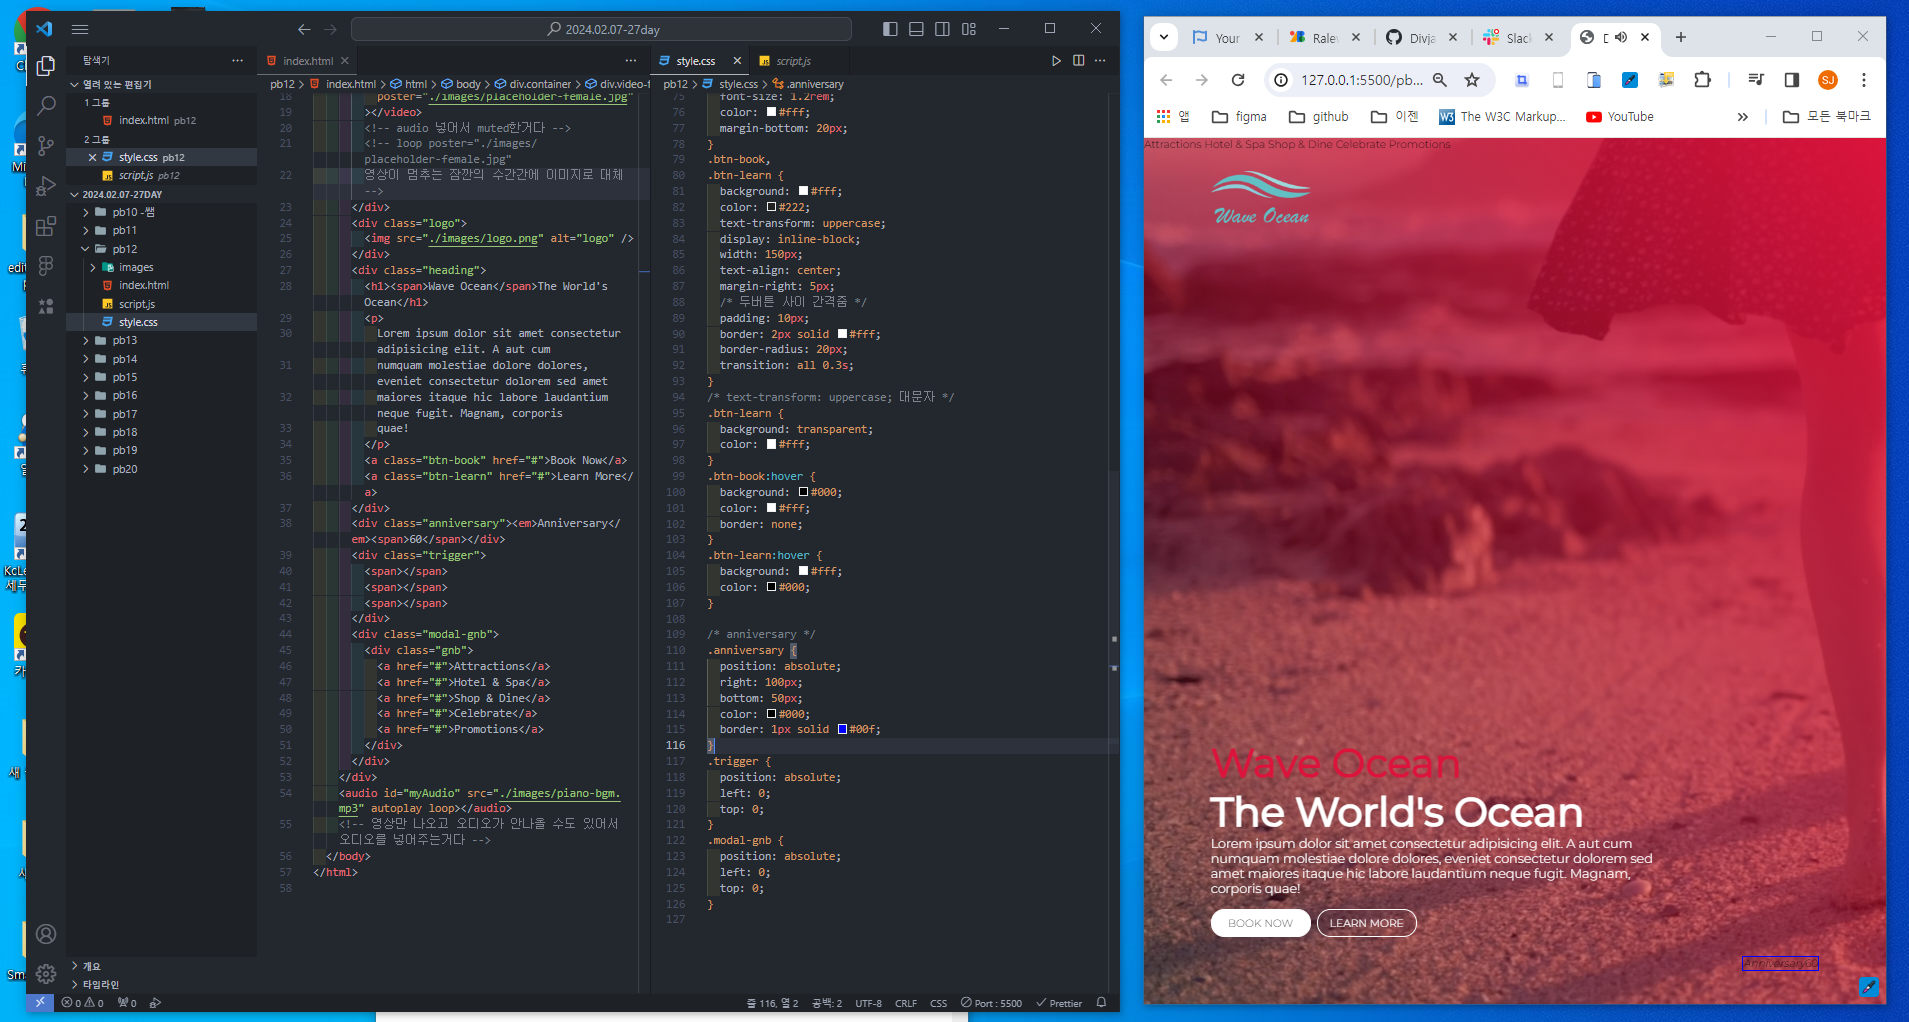 2024.02.07-27day
탐색기
열려 있는 편집기
1 그룹
index.html pb12
2 그룹
style.css pb12
script.js pb12
2024.02.07-27DAY
pb10 -쌤
pb11
pb12
images
index.html
script.js
style.css
pb13
pb14
pb15
pb16
pb17
pb18
pb19
pb20
개요
타임라인
index.html
pb12 > index.html > html > body > div.container > div.video-f
18 poster="./images/placeholder-female.jpg"
19 ></video>
20 <!-- audio 넣어서 muted한거다 -->
21 <!-- loop poster="./images/
placeholder-female.jpg"
22 영상이 멈추는 잠깐의 수간간에 이미지로 대체
-->
23 </div>
24 <div class="logo">
25 <img src="./images/logo.png" alt="logo" />
26 </div>
27 <div class="heading">
28 <h1><span>Wave Ocean</span>The World's
Ocean</h1>
29 <p>
30 Lorem ipsum dolor sit amet consectetur
adipisicing elit. A aut cum
31 numquam molestiae dolore dolores,
eveniet consectetur dolorem sed amet
32 maiores itaque hic labore laudantium
neque fugit. Magnam, corporis
33 quae!
34 </p>
35 <a class="btn-book" href="#">Book Now</a>
36 <a class="btn-learn" href="#">Learn More</
a>
37 </div>
38 <div class="anniversary"><em>Anniversary</
em><span>60</span></div>
39 <div class="trigger">
40 <span></span>
41 <span></span>
42 <span></span>
43 </div>
44 <div class="modal-gnb">
45 <div class="gnb">
46 <a href="#">Attractions</a>
47 <a href="#">Hotel & Spa</a>
48 <a href="#">Shop & Dine</a>
49 <a href="#">Celebrate</a>
50 <a href="#">Promotions</a>
51 </div>
52 </div>
53 </div>
54 <audio id="myAudio" src="./images/piano-bgm.
mp3" autoplay loop></audio>
55 <!-- 영상만 나오고 오디오가 안나올 수도 있어서
오디오를 넣어주는거다 -->
56 </body>
57 </html>
58
style.css
script.js
pb12 > style.css > .anniversary
75 font-size: 1.2rem;
76 color: #fff;
77 margin-bottom: 20px;
78 }
79 .btn-book,
80 .btn-learn {
81 background: #fff;
82 color: #222;
83 text-transform: uppercase;
84 display: inline-block;
85 width: 150px;
86 text-align: center;
87 margin-right: 5px;
88 /* 두버튼 사이 간격줌 */
89 padding: 10px;
90 border: 2px solid #fff;
91 border-radius: 20px;
92 transition: all 0.3s;
93 }
94 /* text-transform: uppercase; 대문자 */
95 .btn-learn {
96 background: transparent;
97 color: #fff;
98 }
99 .btn-book:hover {
100 background: #000;
101 color: #fff;
102 border: none;
103 }
104 .btn-learn:hover {
105 background: #fff;
106 color: #000;
107 }
108
109 /* anniversary */
110 .anniversary {
111 position: absolute;
112 right: 100px;
113 bottom: 50px;
114 color: #000;
115 border: 1px solid #00f;
116 }
117 .trigger {
118 position: absolute;
119 left: 0;
120 top: 0;
121 }
122 .modal-gnb {
123 position: absolute;
124 left: 0;
125 top: 0;
126 }
127
0 0 0
줄 116, 열 2 공백: 2 UTF-8 CRLF CSS Port : 5500 Prettier
Your Rale Divja Slac
127.0.0.1:5500/pb... SJ
앱 figma github 이젠 The W3C Markup... YouTube 모든 북마크
Attractions Hotel & Spa Shop & Dine Celebrate Promotions
Wave Ocean
Wave Ocean
The World's Ocean
Lorem ipsum dolor sit amet consectetur adipisicing elit. A aut cum
numquam molestiae dolore dolores, eveniet consectetur dolorem sed
amet maiores itaque hic labore laudantium neque fugit. Magnam,
corporis quae!
BOOK NOW LEARN MORE
Anniversary60